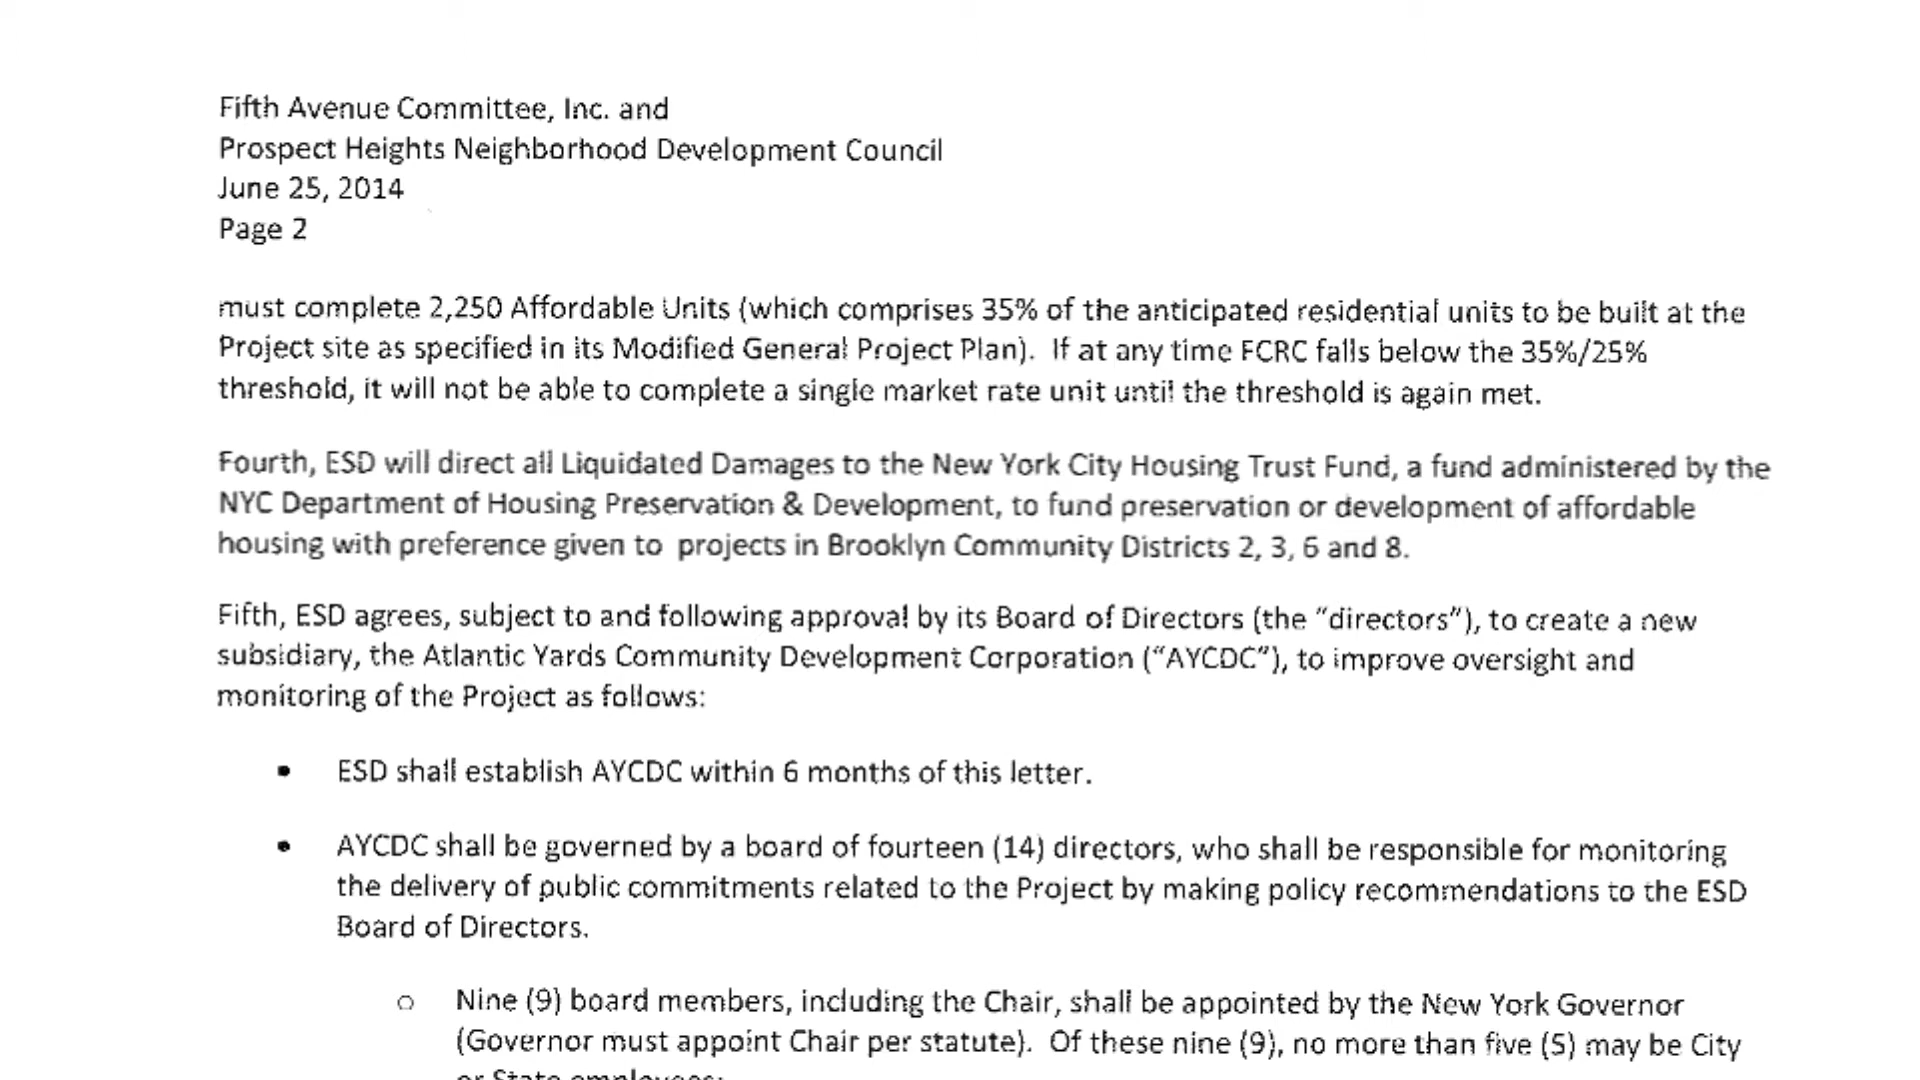 Fifth Avenue Committee, Inc. and
Prospect Heights Neighborhood Development Council
June 25, 2014
Page 2
must complete 2,250 Affordable Units (which comprises 35% of the anticipated residential units to be built at the
Project site as specified in its Modified General Project Plan).  If at any time FCRC falls below the 35%/25%
threshold, it will not be able to complete a single market rate unit until the threshold is again met.
Fourth, ESD will direct all Liquidated Damages to the New York City Housing Trust Fund, a fund administered by the
NYC Department of Housing Preservation & Development, to fund preservation or development of affordable
housing with preference given to  projects in Brooklyn Community Districts 2, 3, 6 and 8.
Fifth, ESD agrees, subject to and following approval by its Board of Directors (the "directors"), to create a new
subsidiary, the Atlantic Yards Community Development Corporation ("AYCDC"), to improve oversight and
monitoring of the Project as follows:
• ESD shall establish AYCDC within 6 months of this letter.
• AYCDC shall be governed by a board of fourteen (14) directors, who shall be responsible for monitoring
the delivery of public commitments related to the Project by making policy recommendations to the ESD
Board of Directors.
○ Nine (9) board members, including the Chair, shall be appointed by the New York Governor
(Governor must appoint Chair per statute).  Of these nine (9), no more than five (5) may be City
or State employees;